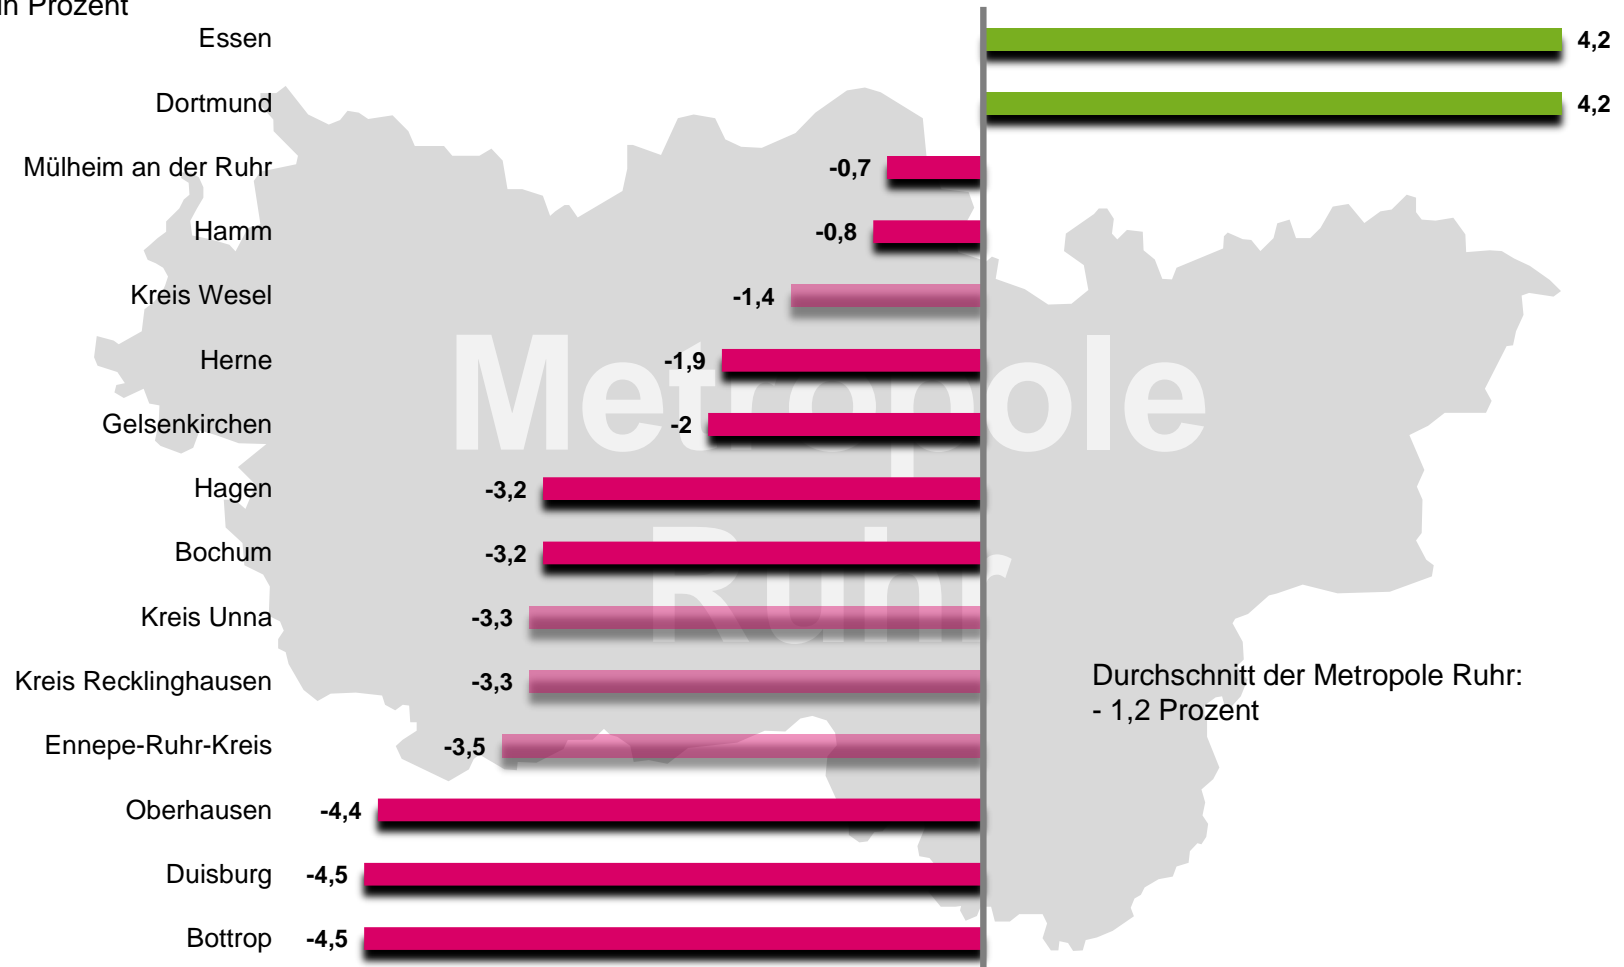 in Prozent
Essen 4,2
Dortmund 4,2
Mülheim an der Ruhr -0,7
Hamm -0,8
Kreis Wesel -1,4
Herne -1,9
Gelsenkirchen -2
Hagen -3,2
Bochum -3,2
Kreis Unna -3,3
Kreis Recklinghausen -3,3
Ennepe-Ruhr-Kreis -3,5
Oberhausen -4,4
Duisburg -4,5
Bottrop -4,5
Metropole
Ruhr
Durchschnitt der Metropole Ruhr:
- 1,2 Prozent